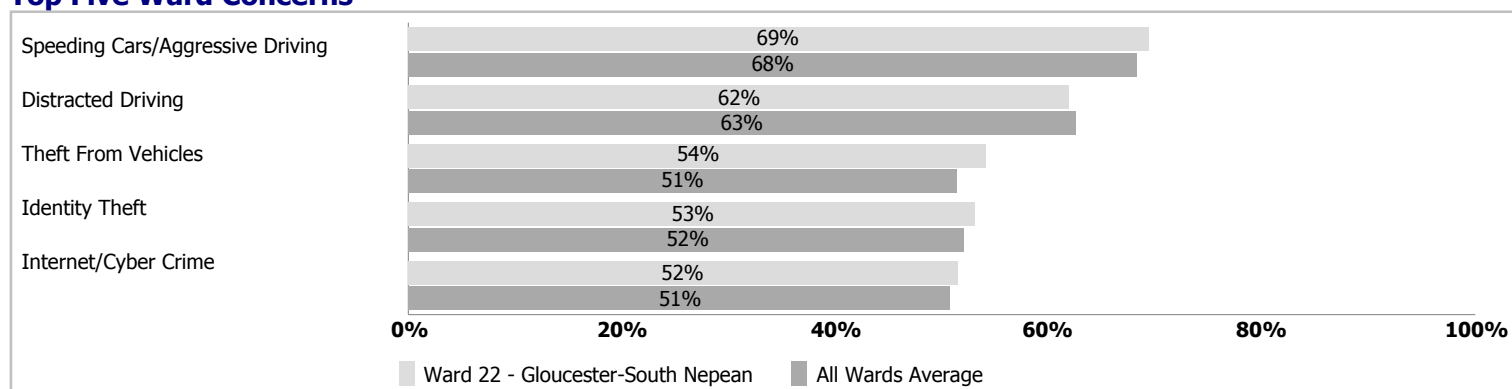 Top Five Ward Concerns
Speeding Cars/Aggressive Driving
69%
68%
Distracted Driving
62%
63%
Theft From Vehicles
54%
51%
Identity Theft
53%
52%
Internet/Cyber Crime
52%
51%
0% 20% 40% 60% 80% 100%
Ward 22 - Gloucester-South Nepean All Wards Average